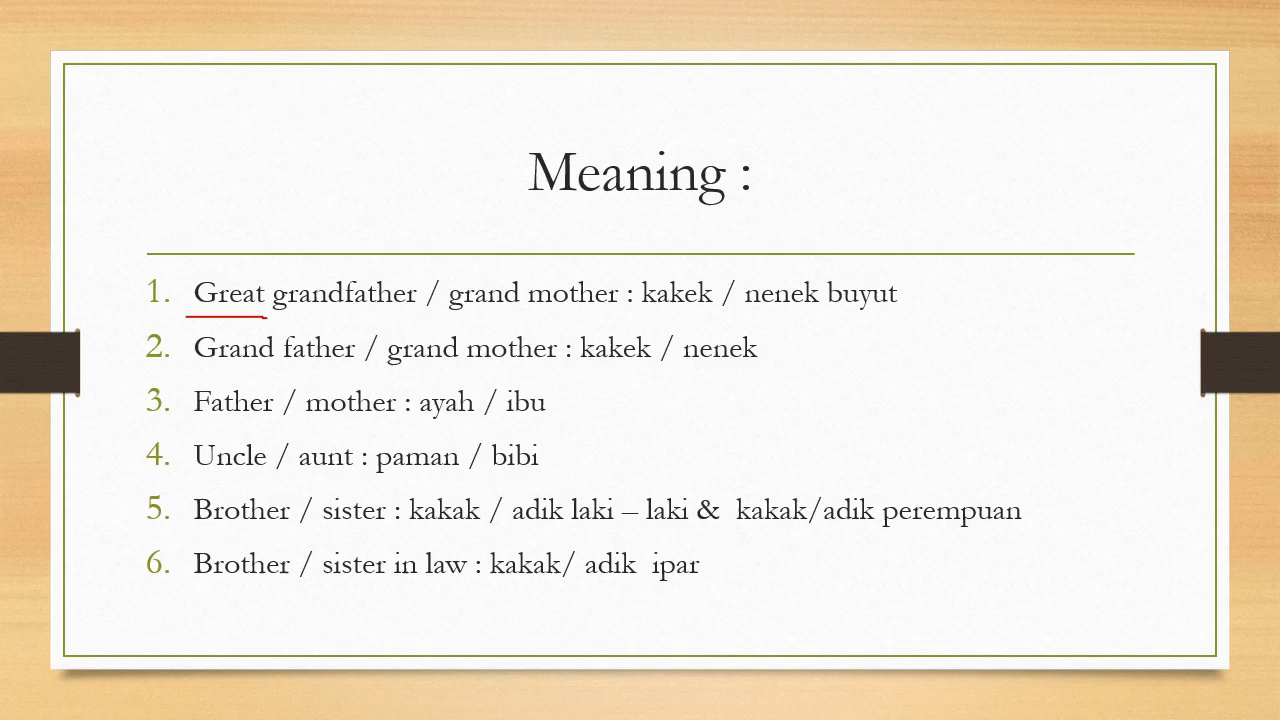 Meaning :
1. Great grandfather / grand mother : kakek / nenek buyut
2. Grand father / grand mother : kakek / nenek
3. Father / mother : ayah / ibu
4. Uncle / aunt : paman / bibi
5. Brother / sister : kakak / adik laki – laki &  kakak/adik perempuan
6. Brother / sister in law : kakak/ adik  ipar